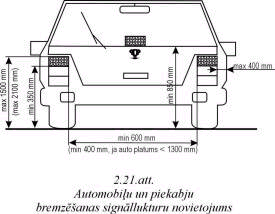 max 1500 mm
(max 2100 mm)
min 350 mm
min 850 mm
max 400 mm
min 600 mm
(min 400 mm, ja auto platums < 1300 mm)
2.21.att.
Automobiļu un piekabju
bremzēšanas signāllukturu novietojums